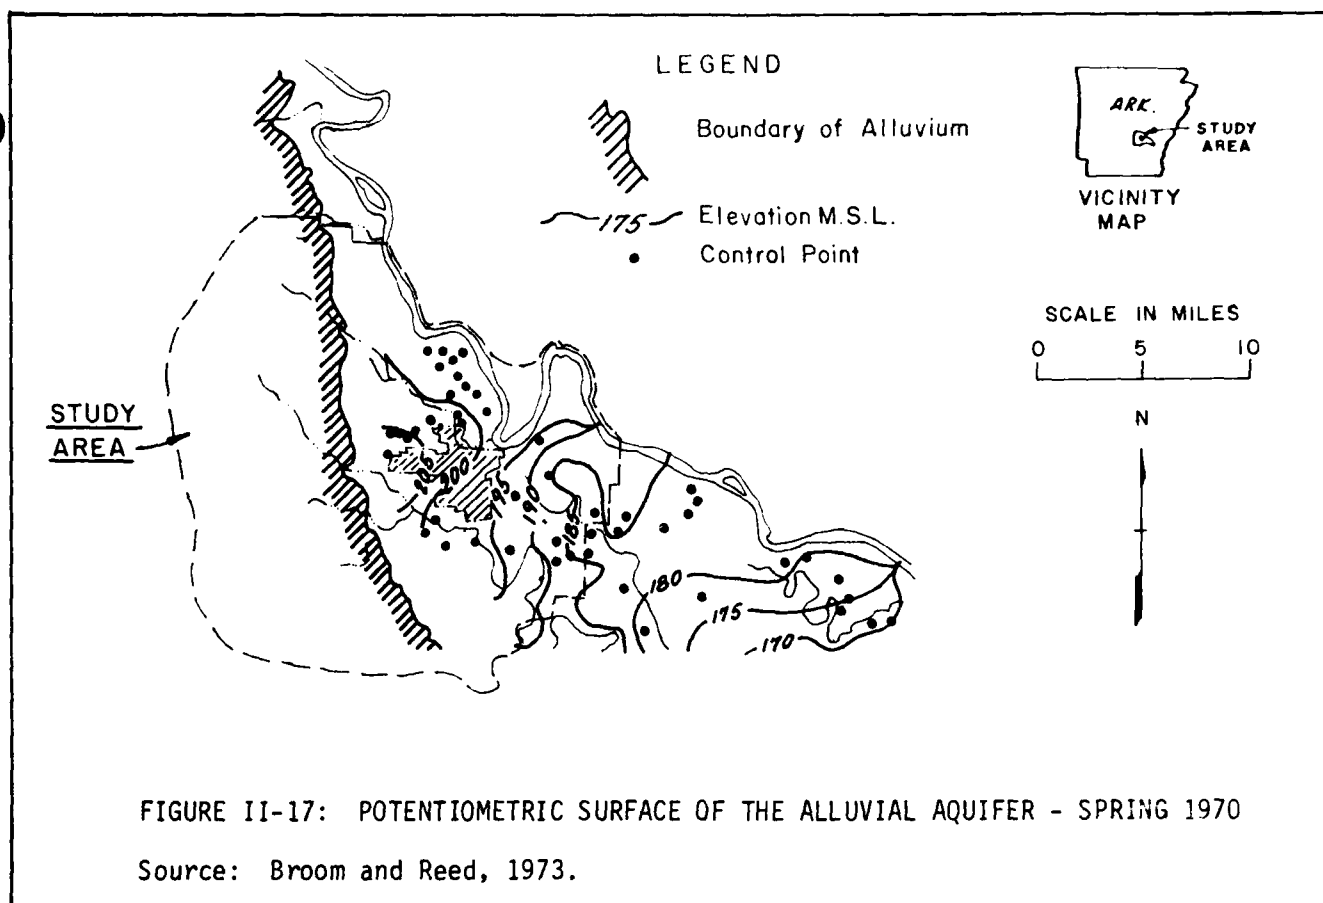 LEGEND
Boundary of Alluvium
175 Elevation M.S.L.
Control Point
ARK.
STUDY
AREA
VICINITY
MAP
SCALE IN MILES
0 5 10
N
STUDY
AREA
205
200
195
190
185
180
175
170
FIGURE II-17: POTENTIOMETRIC SURFACE OF THE ALLUVIAL AQUIFER - SPRING 1970
Source: Broom and Reed, 1973.